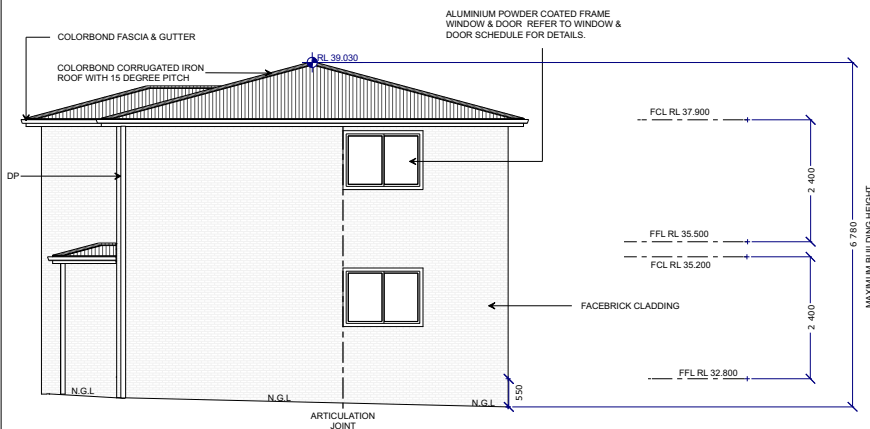 ALUMINIUM POWDER COATED FRAME
WINDOW & DOOR REFER TO WINDOW &
DOOR SCHEDULE FOR DETAILS.
COLORBOND FASCIA & GUTTER
RL 39.030
COLORBOND CORRUGATED IRON
ROOF WITH 15 DEGREE PITCH
FCL RL 37.900
DP
2 400
FFL RL 35.500
6 780
MAXIMUM BUILDING HEIGHT
FCL RL 35.200
FACEBRICK CLADDING
2 400
FFL RL 32.800
550
N.G.L
N.G.L
N.G.L
ARTICULATION
JOINT